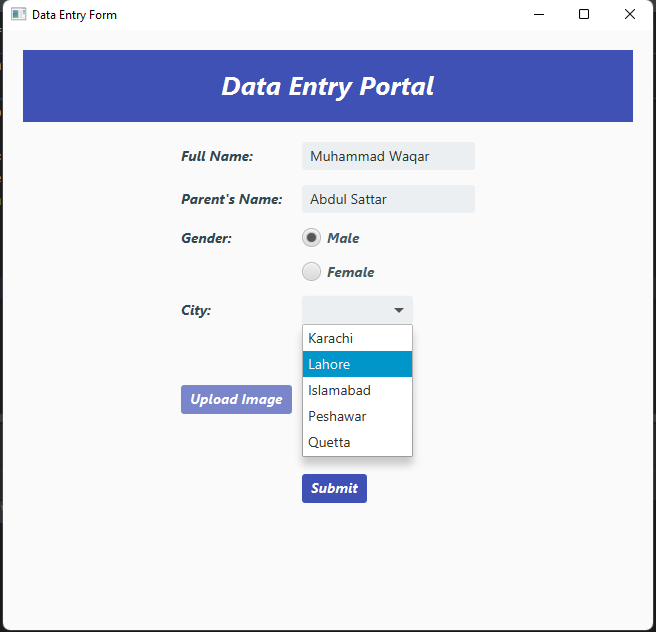 Data Entry Form
Data Entry Portal
Full Name: Muhammad Waqar
Parent's Name: Abdul Sattar
Gender: Male
Female
City:
Karachi
Lahore
Islamabad
Peshawar
Quetta
Upload Image
Submit